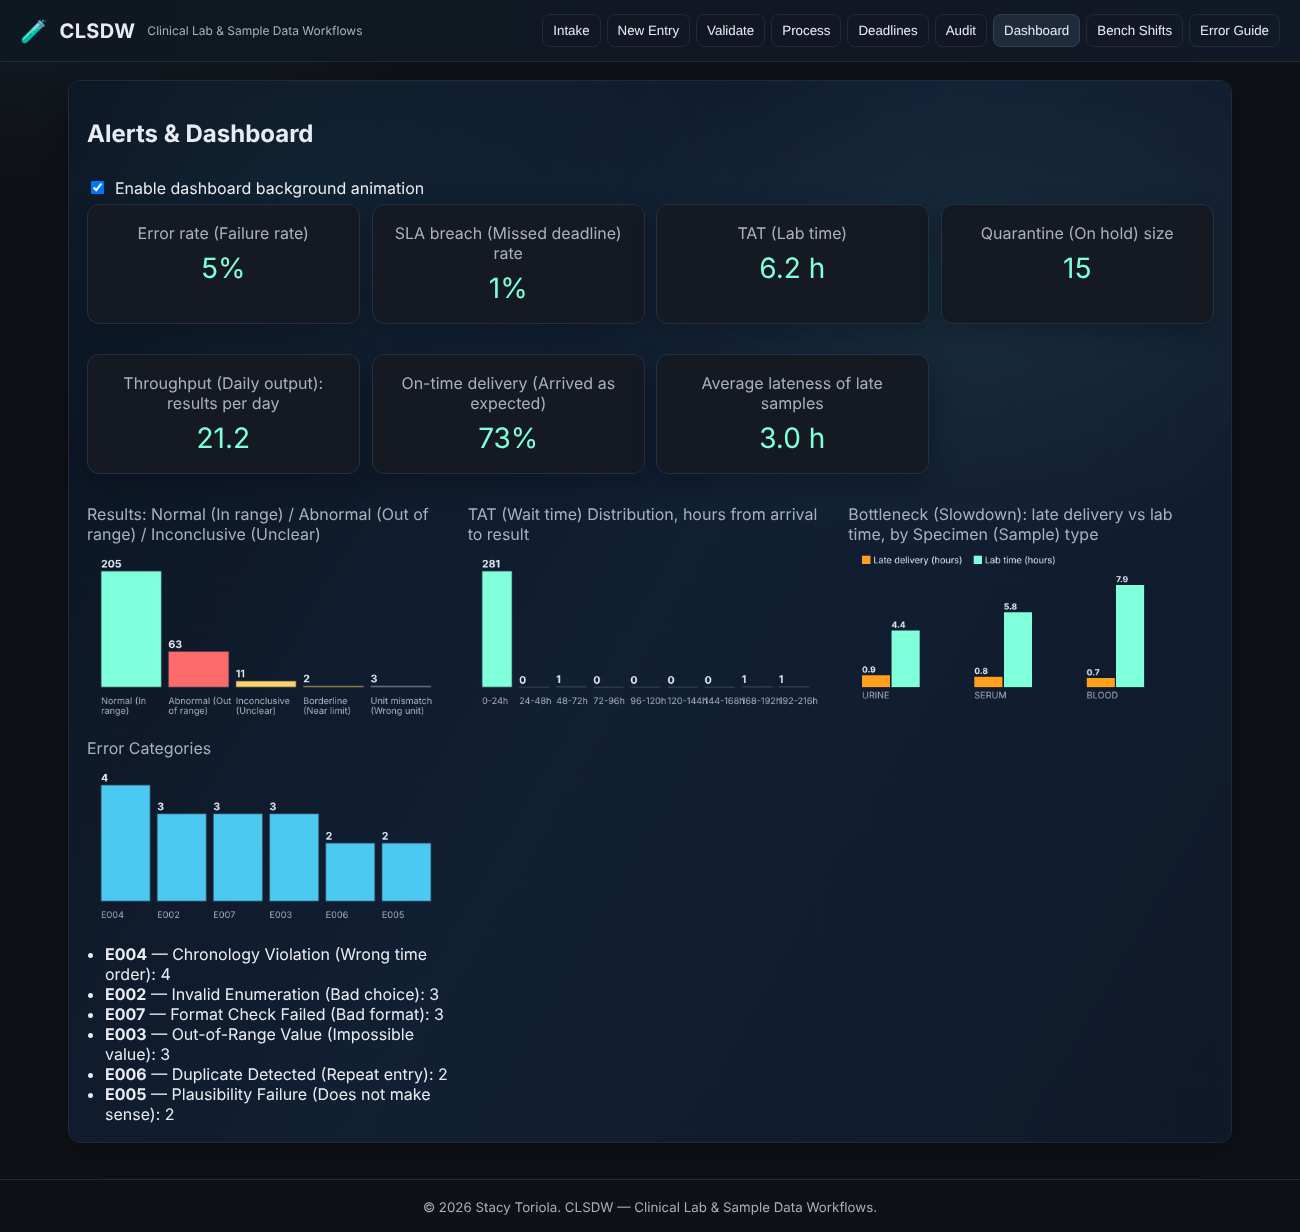 🧪 CLSDW Clinical Lab & Sample Data Workflows
Intake New Entry Validate Process Deadlines Audit Dashboard Bench Shifts Error Guide
Alerts & Dashboard
Enable dashboard background animation
Error rate (Failure rate)
5%
SLA breach (Missed deadline)
rate
1%
TAT (Lab time)
6.2 h
Quarantine (On hold) size
15
Throughput (Daily output):
results per day
21.2
On-time delivery (Arrived as
expected)
73%
Average lateness of late
samples
3.0 h
Results: Normal (In range) / Abnormal (Out of
range) / Inconclusive (Unclear)
205
63
11
2
3
Normal (In
range)
Abnormal (Out
of range)
Inconclusive
(Unclear)
Borderline
(Near limit)
Unit mismatch
(Wrong unit)
TAT (Wait time) Distribution, hours from arrival
to result
281
0
1
0
0
0
0
1
1
0-24h 24-48h 48-72h 72-96h 96-120h 120-144h 144-168h 168-192h 192-216h
Bottleneck (Slowdown): late delivery vs lab
time, by Specimen (Sample) type
Late delivery (hours) Lab time (hours)
0.9
4.4
0.8
5.8
0.7
7.9
URINE SERUM BLOOD
Error Categories
4
3
3
3
2
2
E004 E002 E007 E003 E006 E005
• E004 — Chronology Violation (Wrong time
order): 4
• E002 — Invalid Enumeration (Bad choice): 3
• E007 — Format Check Failed (Bad format): 3
• E003 — Out-of-Range Value (Impossible
value): 3
• E006 — Duplicate Detected (Repeat entry): 2
• E005 — Plausibility Failure (Does not make
sense): 2
© 2026 Stacy Toriola. CLSDW — Clinical Lab & Sample Data Workflows.